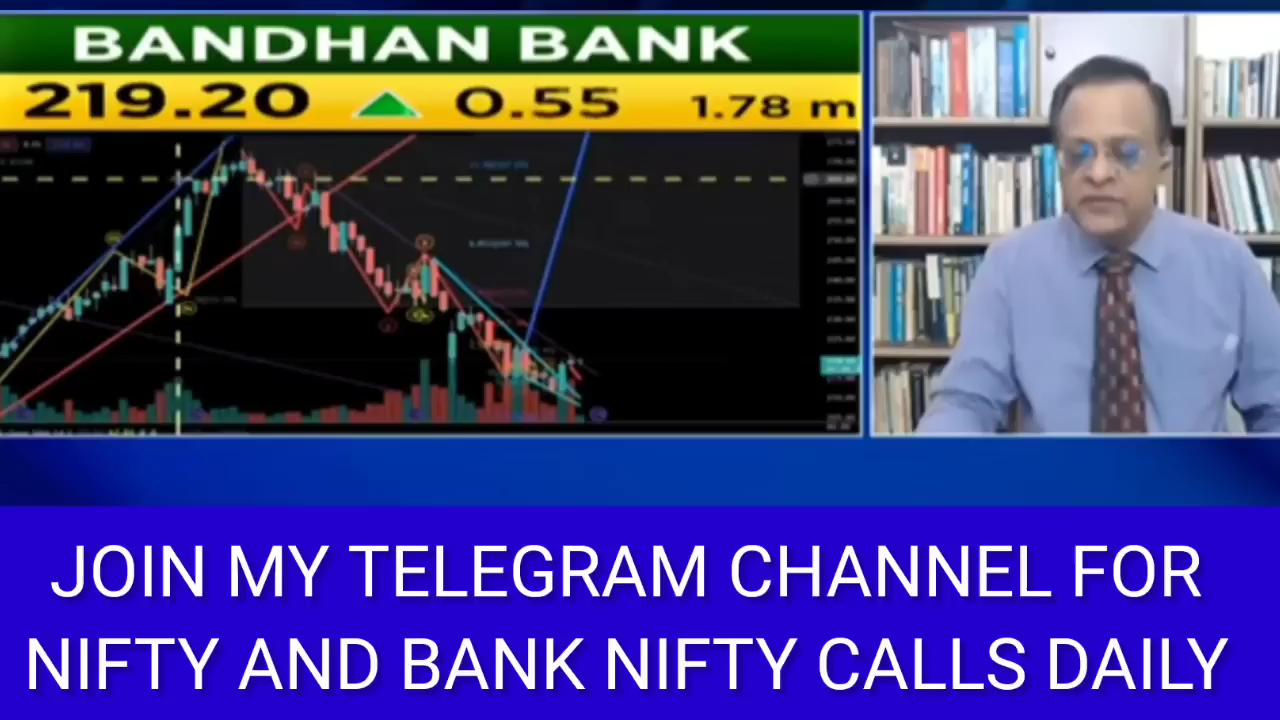 BANDHAN BANK
219.20 ▲ 0.55 1.78 m
JOIN MY TELEGRAM CHANNEL FOR
NIFTY AND BANK NIFTY CALLS DAILY